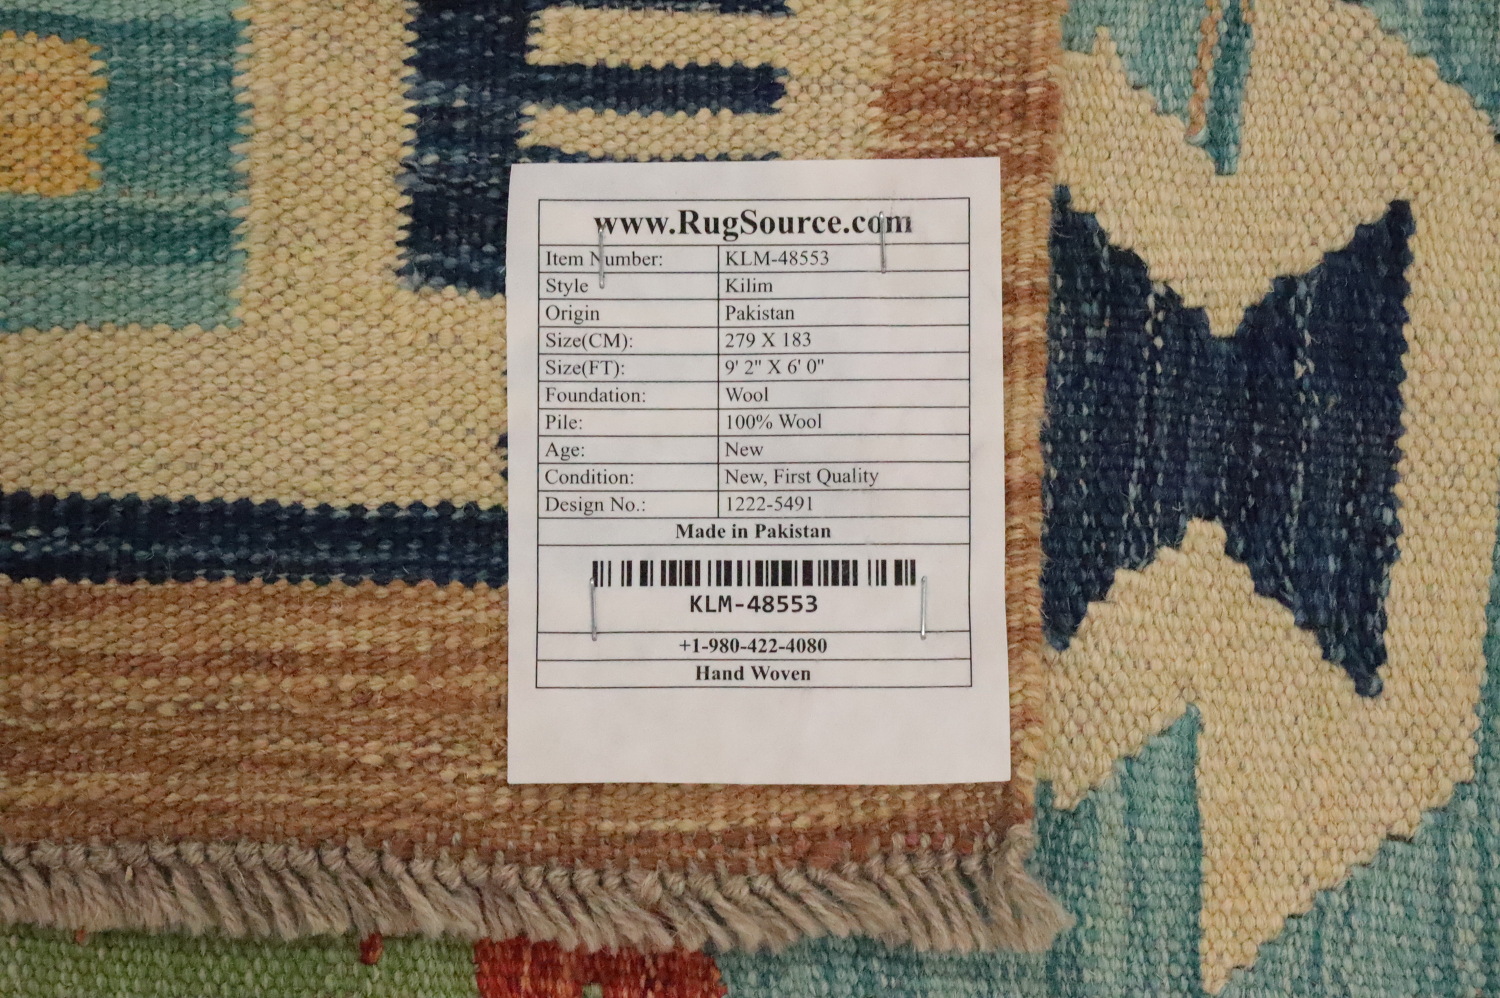 www.RugSource.com
Item Number: KLM-48553
Style Kilim
Origin Pakistan
Size(CM): 279 X 183
Size(FT): 9' 2" X 6' 0"
Foundation: Wool
Pile: 100% Wool
Age: New
Condition: New, First Quality
Design No.: 1222-5491
Made in Pakistan
KLM-48553
+1-980-422-4080
Hand Woven